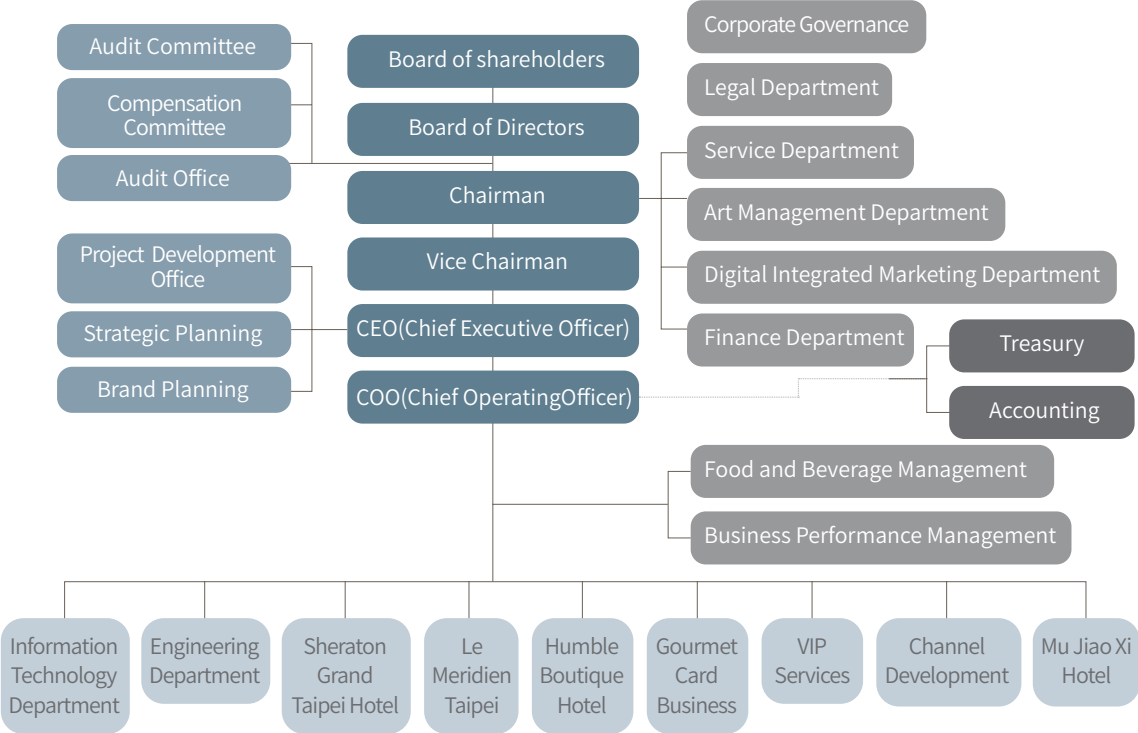 Audit Committee
Compensation
Committee
Audit Office
Project Development
Office
Strategic Planning
Brand Planning
Board of shareholders
Board of Directors
Chairman
Vice Chairman
CEO(Chief Executive Officer)
COO(Chief OperatingOfficer)
Corporate Governance
Legal Department
Service Department
Art Management Department
Digital Integrated Marketing Department
Finance Department
Treasury
Accounting
Food and Beverage Management
Business Performance Management
Information
Technology
Department
Engineering
Department
Sheraton
Grand
Taipei Hotel
Le
Meridien
Taipei
Humble
Boutique
Hotel
Gourmet
Card
Business
VIP
Services
Channel
Development
Mu Jiao Xi
Hotel